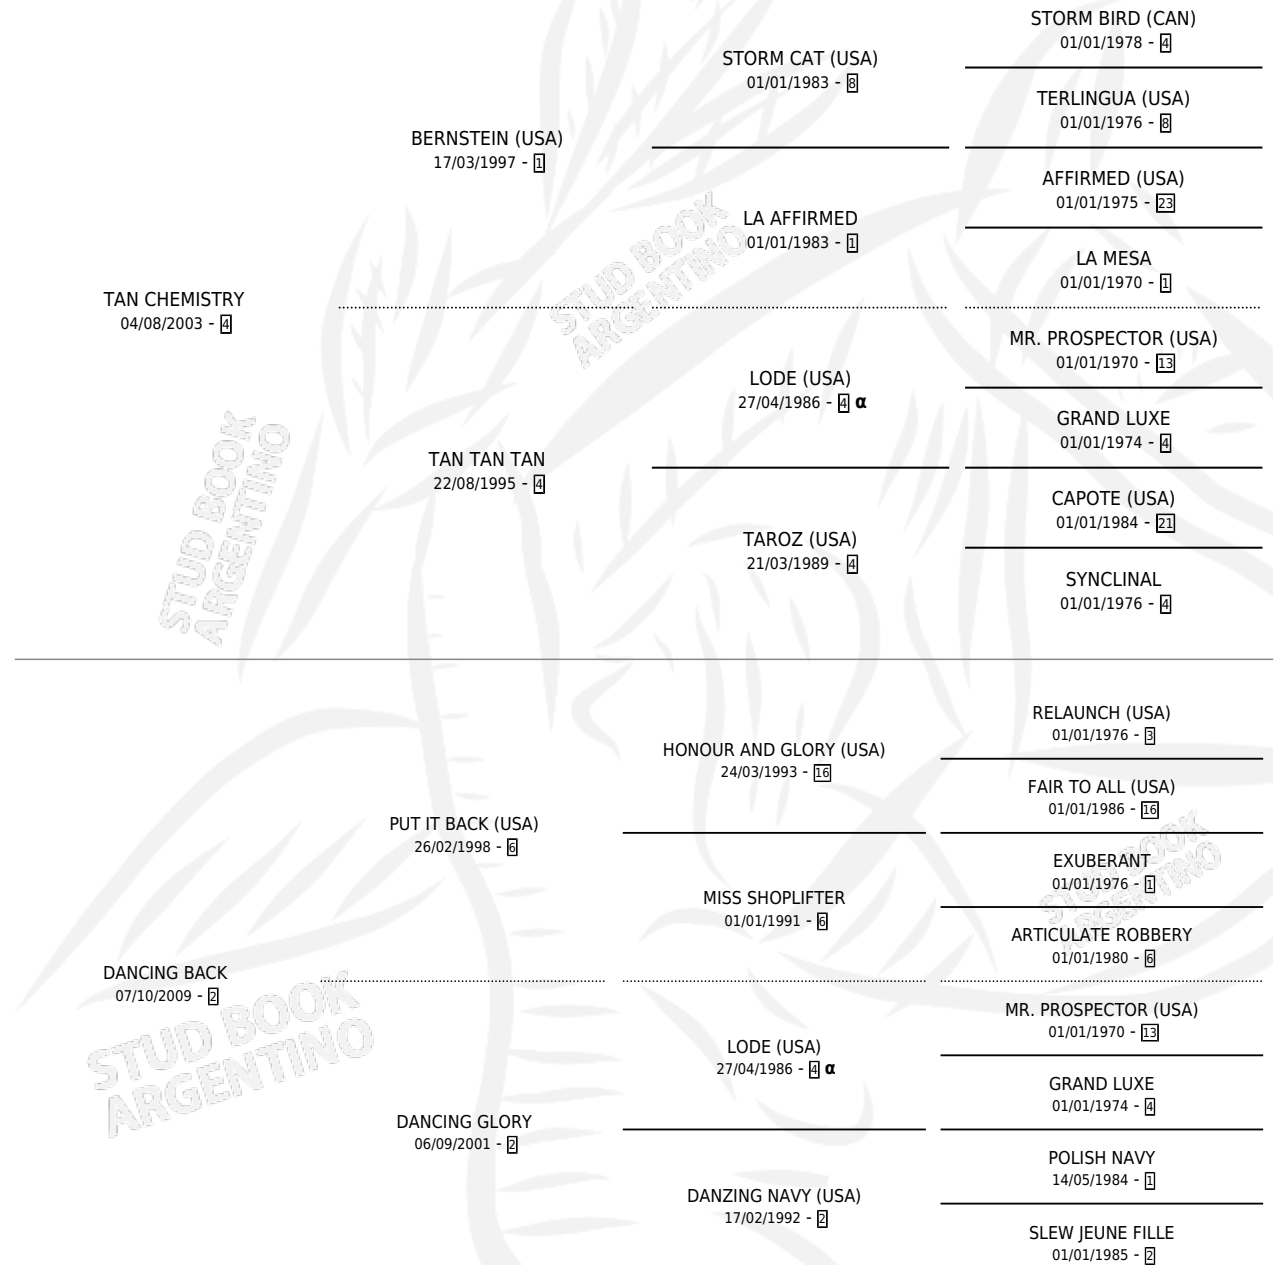 STORM BIRD (CAN)
01/01/1978 - 4
STORM CAT (USA)
01/01/1983 - 8
TERLINGUA (USA)
01/01/1976 - 8
BERNSTEIN (USA)
17/03/1997 - 1
AFFIRMED (USA)
01/01/1975 - 23
LA AFFIRMED
01/01/1983 - 1
LA MESA
01/01/1970 - 1
TAN CHEMISTRY
04/08/2003 - 4
STUD BOOK
ARGENTINO
MR. PROSPECTOR (USA)
01/01/1970 - 13
LODE (USA)
27/04/1986 - 4 α
GRAND LUXE
01/01/1974 - 4
TAN TAN TAN
22/08/1995 - 4
CAPOTE (USA)
01/01/1984 - 21
TAROZ (USA)
21/03/1989 - 4
SYNCLINAL
01/01/1976 - 4
STUD BOOK
ARGENTINO
RELAUNCH (USA)
01/01/1976 - 3
HONOUR AND GLORY (USA)
24/03/1993 - 16
FAIR TO ALL (USA)
01/01/1986 - 16
PUT IT BACK (USA)
26/02/1998 - 6
EXUBERANT
01/01/1976 - 1
MISS SHOPLIFTER
01/01/1991 - 6
ARTICULATE ROBBERY
01/01/1980 - 6
STUD BOOK
ARGENTINO
DANCING BACK
07/10/2009 - 2
STUD BOOK
ARGENTINO
MR. PROSPECTOR (USA)
01/01/1970 - 13
LODE (USA)
27/04/1986 - 4 α
GRAND LUXE
01/01/1974 - 4
DANCING GLORY
06/09/2001 - 2
POLISH NAVY
14/05/1984 - 1
DANZING NAVY (USA)
17/02/1992 - 2
SLEW JEUNE FILLE
01/01/1985 - 2